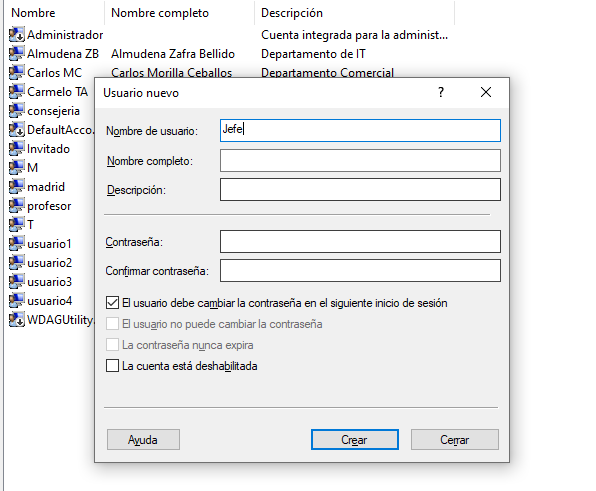 Nombre Nombre completo Descripción
Administrador Cuenta integrada para la administ...
Almudena ZB Almudena Zafra Bellido Departamento de IT
Carlos MC Carlos Morilla Ceballos Departamento Comercial
Carmelo TA
consejeria
DefaultAcco.
Invitado
M
madrid
profesor
T
usuario1
usuario2
usuario3
usuario4
WDAGUtility.
Usuario nuevo ?
Nombre de usuario: Jefe
Nombre completo:
Descripción:
Contraseña:
Confirmar contraseña:
El usuario debe cambiar la contraseña en el siguiente inicio de sesión
El usuario no puede cambiar la contraseña
La contraseña nunca expira
La cuenta está deshabilitada
Ayuda Crear Cerrar